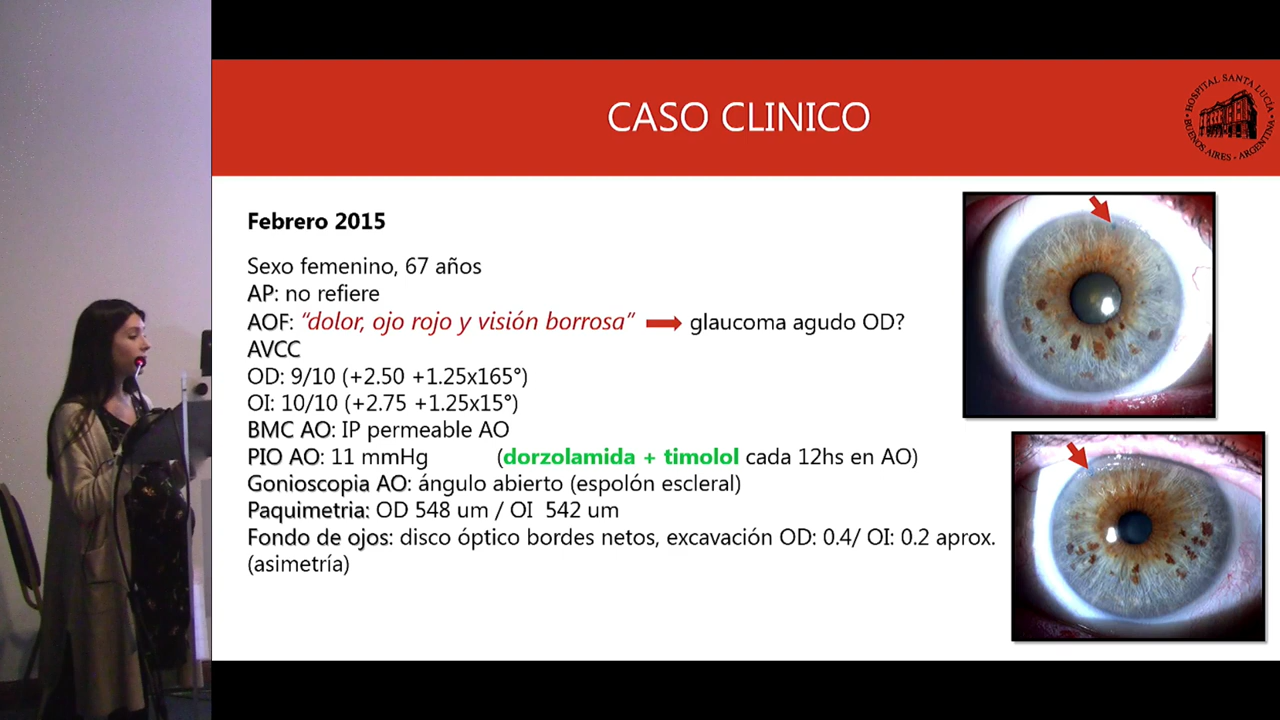 CASO CLINICO
HOSPITAL SANTA LUCÍA
BUENOS AIRES - ARGENTINA
Febrero 2015
Sexo femenino, 67 años
AP: no refiere
AOF: “dolor, ojo rojo y visión borrosa” glaucoma agudo OD?
AVCC
OD: 9/10 (+2.50 +1.25x165°)
OI: 10/10 (+2.75 +1.25x15°)
BMC AO: IP permeable AO
PIO AO: 11 mmHg (dorzolamida + timolol cada 12hs en AO)
Gonioscopia AO: ángulo abierto (espolón escleral)
Paquimetria: OD 548 um / OI 542 um
Fondo de ojos: disco óptico bordes netos, excavación OD: 0.4/ OI: 0.2 aprox.
(asimetría)